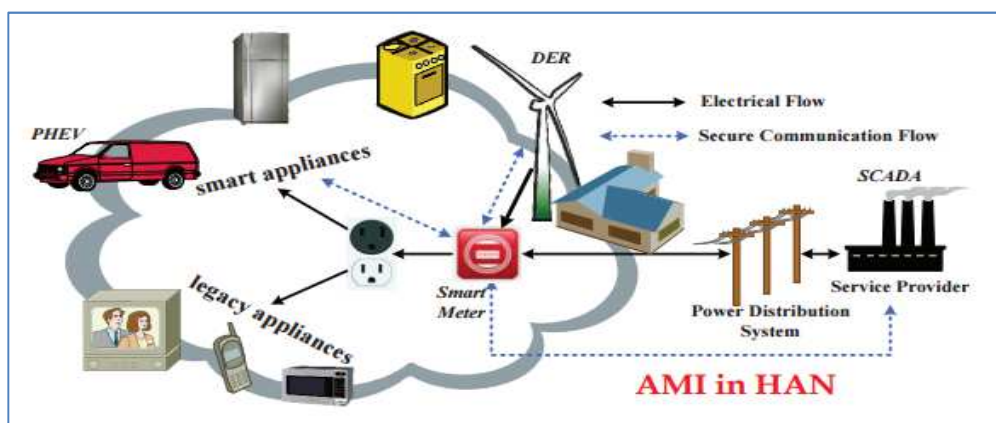 DER
PHEV
Electrical Flow
Secure Communication Flow
smart appliances
SCADA
legacy appliances
Smart
Meter
Service Provider
Power Distribution
System
AMI in HAN